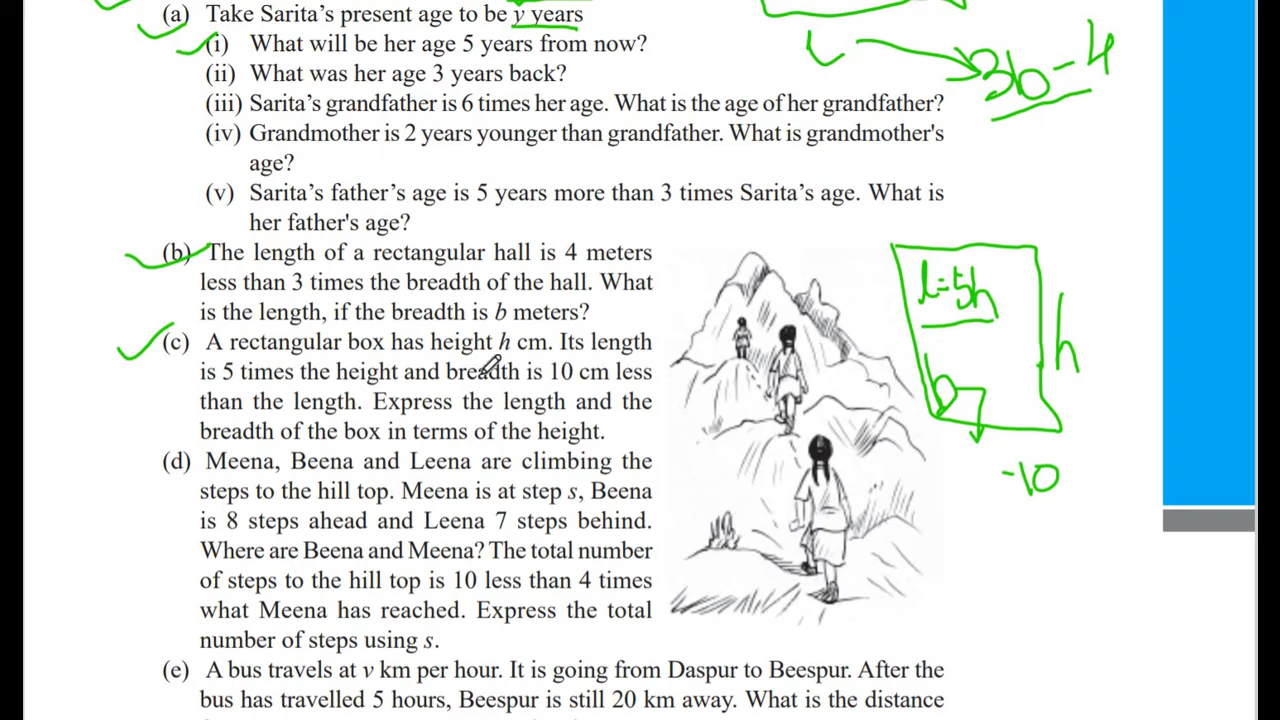 (a) Take Sarita's present age to be y years
(i) What will be her age 5 years from now?
(ii) What was her age 3 years back?
(iii) Sarita's grandfather is 6 times her age. What is the age of her grandfather?
(iv) Grandmother is 2 years younger than grandfather. What is grandmother's
age?
(v) Sarita's father's age is 5 years more than 3 times Sarita's age. What is
her father's age?
3b-4
(b) The length of a rectangular hall is 4 meters
less than 3 times the breadth of the hall. What
is the length, if the breadth is b meters?
(c) A rectangular box has height h cm. Its length
is 5 times the height and breadth is 10 cm less
than the length. Express the length and the
breadth of the box in terms of the height.
l=5h
h
b
-10
(d) Meena, Beena and Leena are climbing the
steps to the hill top. Meena is at step s, Beena
is 8 steps ahead and Leena 7 steps behind.
Where are Beena and Meena? The total number
of steps to the hill top is 10 less than 4 times
what Meena has reached. Express the total
number of steps using s.
(e) A bus travels at v km per hour. It is going from Daspur to Beespur. After the
bus has travelled 5 hours, Beespur is still 20 km away. What is the distance